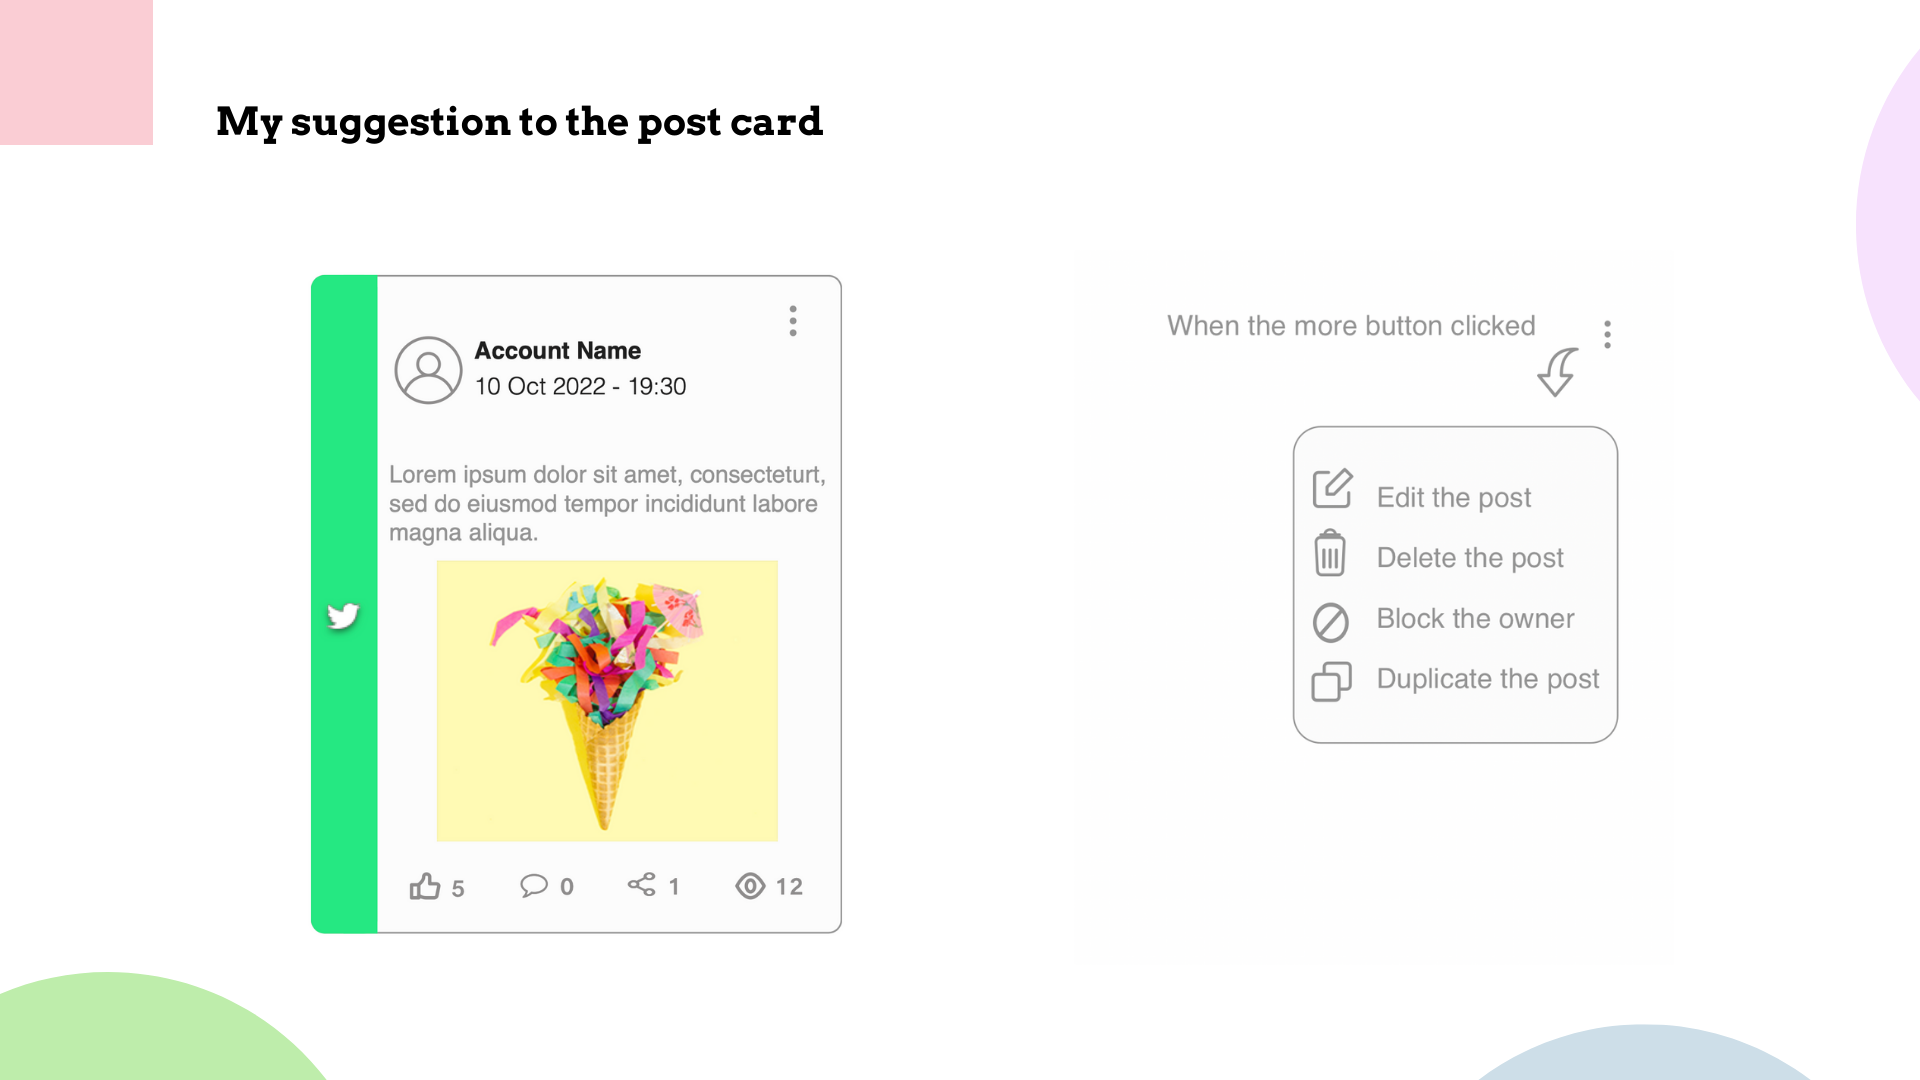 My suggestion to the post card
Account Name
10 Oct 2022 - 19:30
Lorem ipsum dolor sit amet, consecteturt,
sed do eiusmod tempor incididunt labore
magna aliqua.
5 0 1 12
When the more button clicked
Edit the post
Delete the post
Block the owner
Duplicate the post